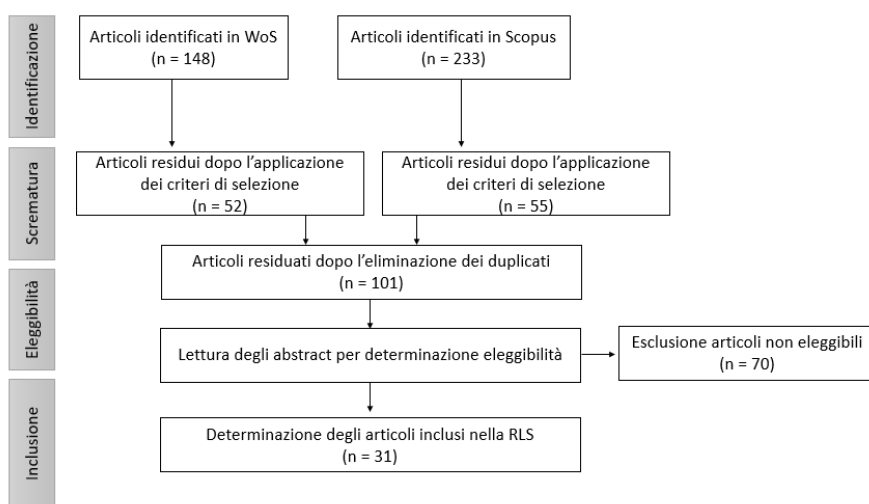 Identificazione
Articoli identificati in WoS
(n = 148)
Articoli identificati in Scopus
(n = 233)
Scrematura
Articoli residui dopo l’applicazione
dei criteri di selezione
(n = 52)
Articoli residui dopo l’applicazione
dei criteri di selezione
(n = 55)
Articoli residuati dopo l’eliminazione dei duplicati
(n = 101)
Eleggibilità
Lettura degli abstract per determinazione eleggibilità
Esclusione articoli non eleggibili
(n = 70)
Inclusione
Determinazione degli articoli inclusi nella RLS
(n = 31)